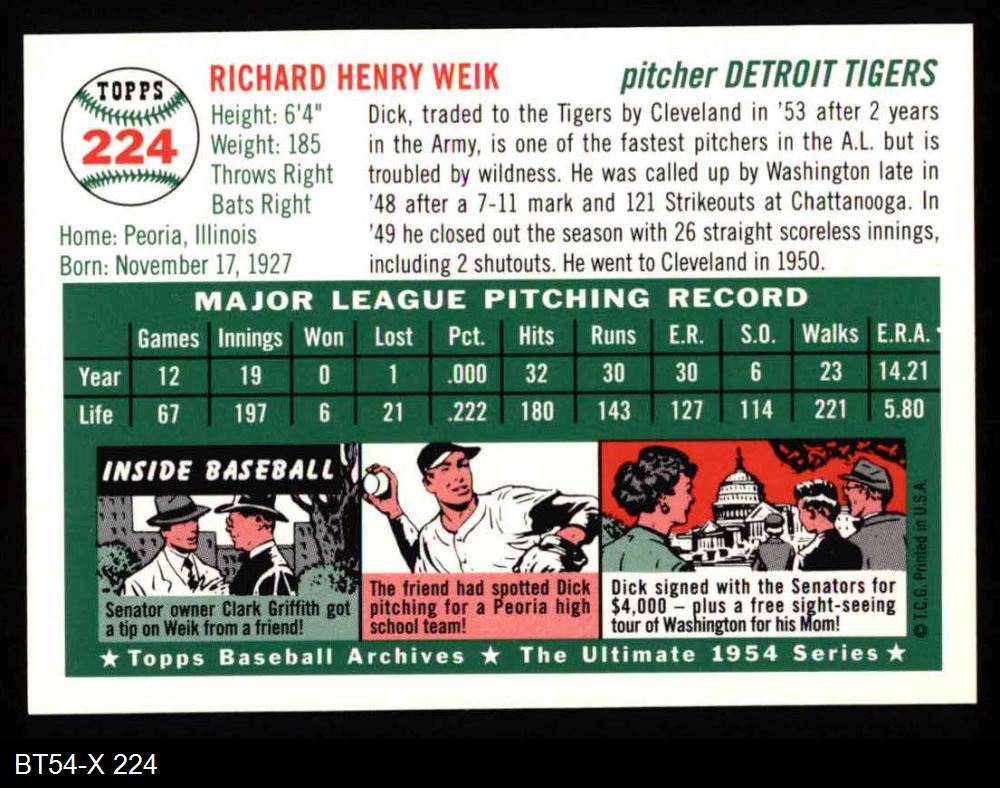 TOPPS
224
RICHARD HENRY WEIK
pitcher DETROIT TIGERS
Height: 6'4"
Weight: 185
Throws Right
Bats Right
Home: Peoria, Illinois
Born: November 17, 1927
Dick, traded to the Tigers by Cleveland in '53 after 2 years
in the Army, is one of the fastest pitchers in the A.L. but is
troubled by wildness. He was called up by Washington late in
'48 after a 7-11 mark and 121 Strikeouts at Chattanooga. In
'49 he closed out the season with 26 straight scoreless innings,
including 2 shutouts. He went to Cleveland in 1950.
MAJOR LEAGUE PITCHING RECORD
Games Innings Won Lost Pct. Hits Runs E.R. S.O. Walks E.R.A.
Year 12 19 0 1 .000 32 30 30 6 23 14.21
Life 67 197 6 21 .222 180 143 127 114 221 5.80
INSIDE BASEBALL
Senator owner Clark Griffith got
a tip on Weik from a friend!
The friend had spotted Dick
pitching for a Peoria high
school team!
Dick signed with the Senators for
$4,000 – plus a free sight-seeing
tour of Washington for his Mom!
© T.C.G. Printed in U.S.A.
★ Topps Baseball Archives ★ The Ultimate 1954 Series ★
BT54-X 224